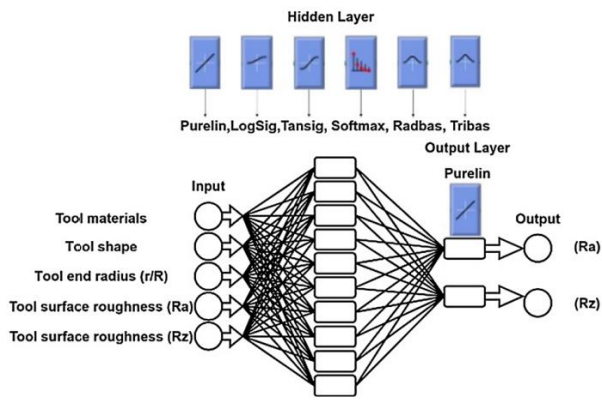 Hidden Layer
Purelin,LogSig,Tansig, Softmax, Radbas, Tribas
Output Layer
Purelin
Input
Output
Tool materials
Tool shape
Tool end radius (r/R)
Tool surface roughness (Ra)
Tool surface roughness (Rz)
(Ra)
(Rz)